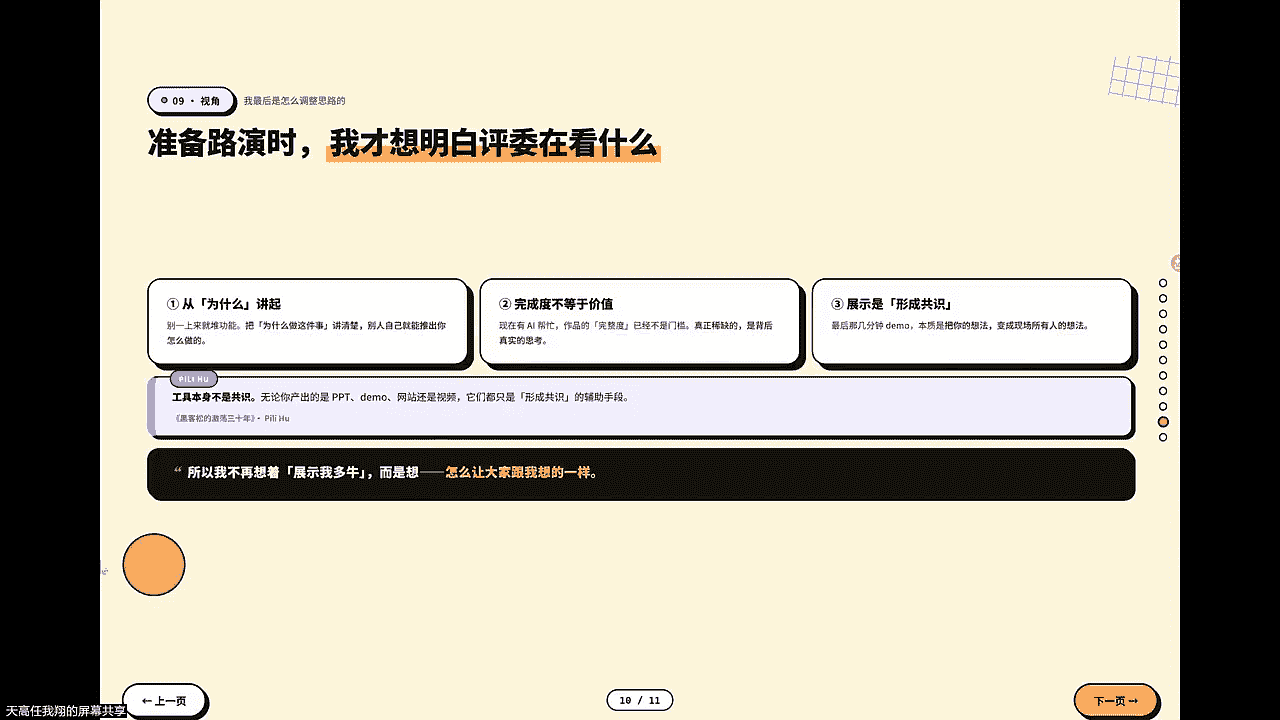 09 · 视角
我最后是怎么调整思路的
准备路演时，我才想明白评委在看什么
① 从「为什么」讲起
别一上来就堆功能。把「为什么做这件事」讲清楚，别人自己就能推出你
怎么做的。
② 完成度不等于价值
现在有 AI 帮忙，作品的「完整度」已经不是门槛。真正稀缺的，是背后
真实的思考。
③ 展示是「形成共识」
最后那几分钟 demo，本质是把你的想法，变成现场所有人的想法。
Pili Hu
工具本身不是共识。无论你产出的是 PPT、demo、网站还是视频，它们都只是「形成共识」的辅助手段。
《黑客松的激荡三十年》· Pili Hu
“ 所以我不再想着「展示我多牛」，而是想——怎么让大家跟我想的一样。
← 上一页
10 / 11
下一页 →
天高任我翔的屏幕共享